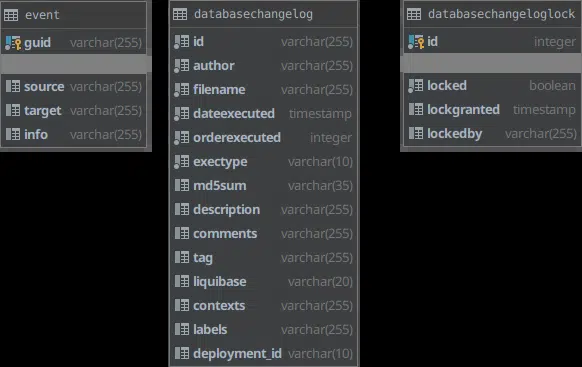 event
guid varchar(255)
source varchar(255)
target varchar(255)
info varchar(255)
databasechangelog
id varchar(255)
author varchar(255)
filename varchar(255)
dateexecuted timestamp
orderexecuted integer
exectype varchar(10)
md5sum varchar(35)
description varchar(255)
comments varchar(255)
tag varchar(255)
liquibase varchar(20)
contexts varchar(255)
labels varchar(255)
deployment_id varchar(10)
databasechangeloglock
id integer
locked boolean
lockgranted timestamp
lockedby varchar(255)